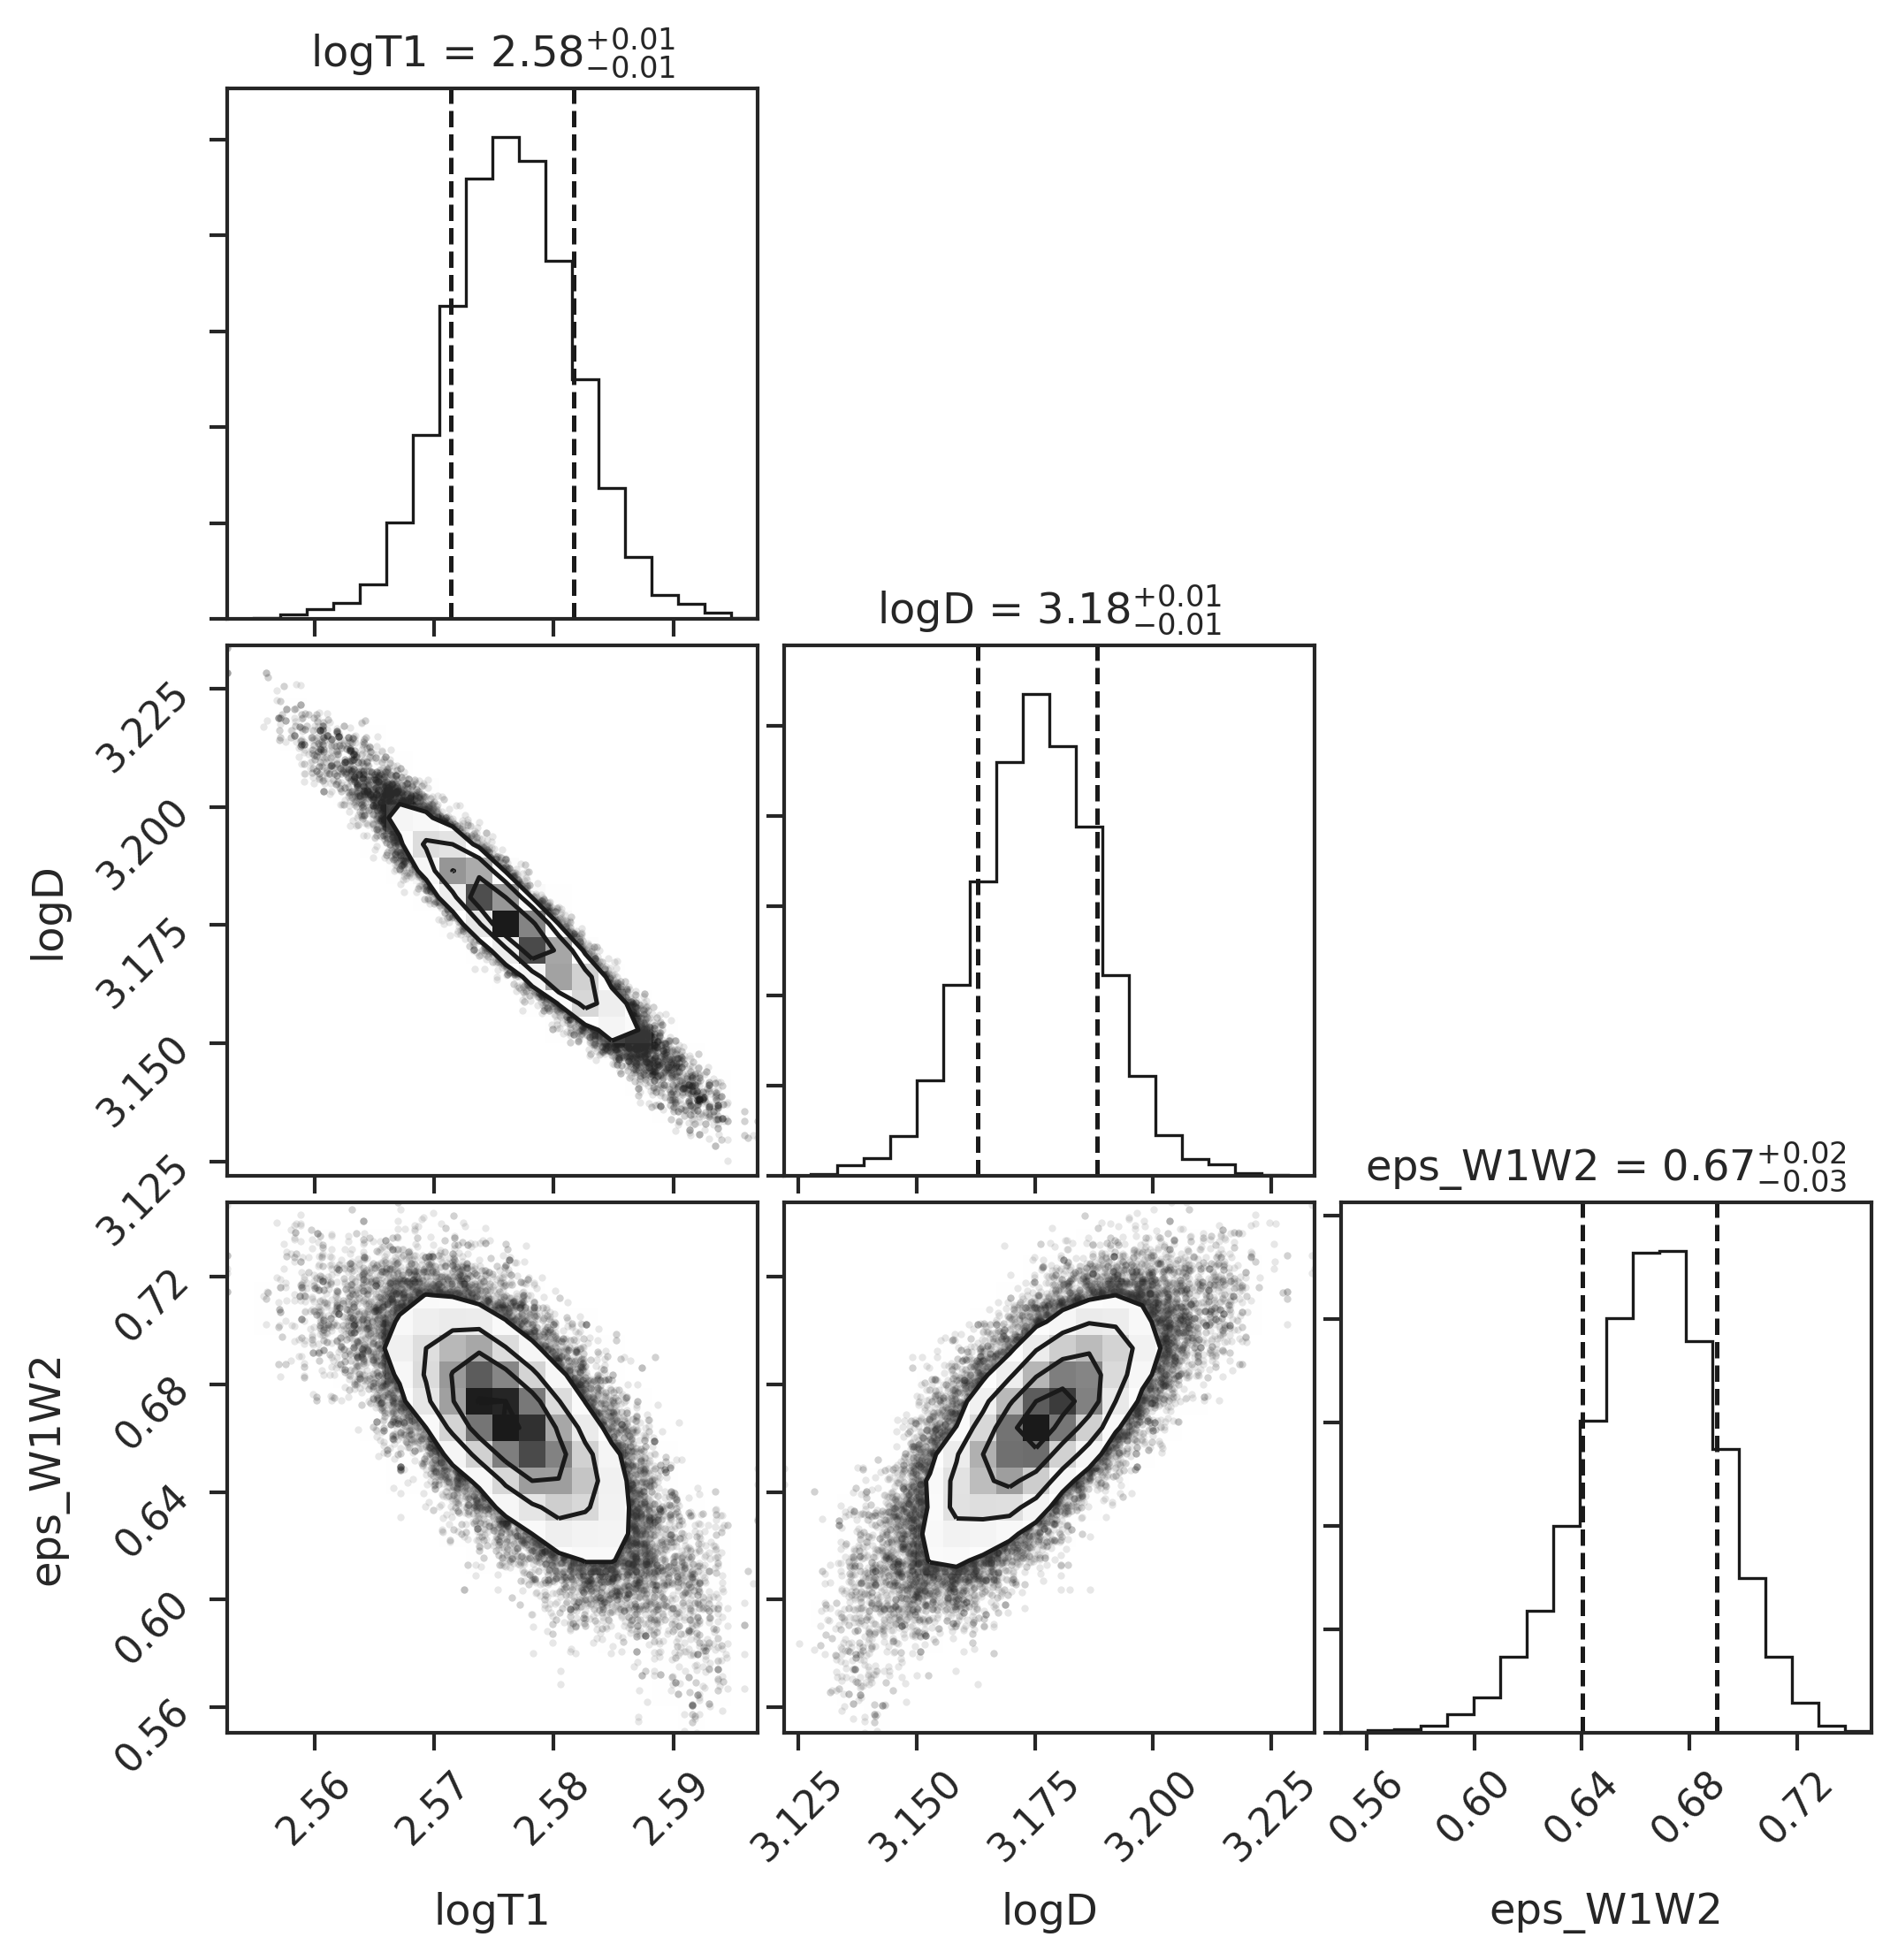 logT1 = 2.58+0.01−0.01
logD = 3.18+0.01−0.01
3.225
3.200
3.175
3.150
3.125
logD
eps_W1W2 = 0.67+0.02−0.03
0.72
0.68
0.64
0.60
0.56
eps_W1W2
2.56 2.57 2.58 2.59
3.125 3.150 3.175 3.200 3.225
0.56 0.60 0.64 0.68 0.72
logT1 logD eps_W1W2